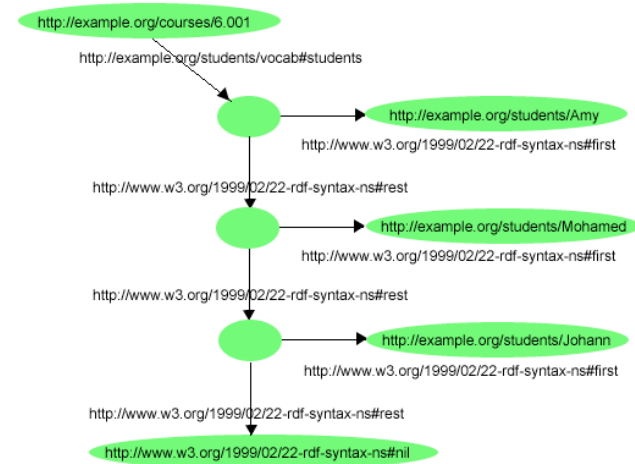 http://example.org/courses/6.001
http://example.org/students/vocab#students
http://example.org/students/Amy
http://www.w3.org/1999/02/22-rdf-syntax-ns#first
http://www.w3.org/1999/02/22-rdf-syntax-ns#rest
http://example.org/students/Mohamed
http://www.w3.org/1999/02/22-rdf-syntax-ns#first
http://www.w3.org/1999/02/22-rdf-syntax-ns#rest
http://example.org/students/Johann
http://www.w3.org/1999/02/22-rdf-syntax-ns#first
http://www.w3.org/1999/02/22-rdf-syntax-ns#rest
http://www.w3.org/1999/02/22-rdf-syntax-ns#nil